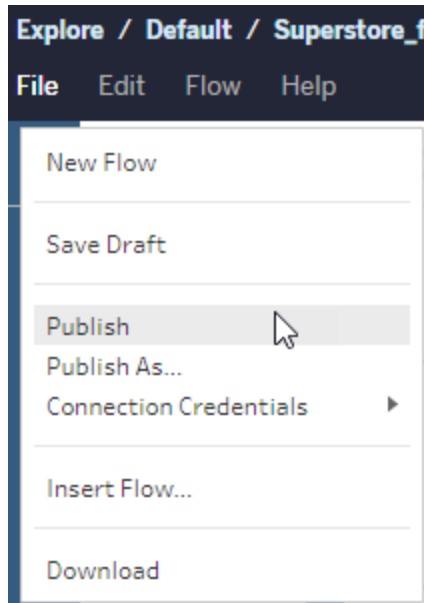 Explore / Default / Superstore_f
File Edit Flow Help
New Flow
Save Draft
Publish
Publish As...
Connection Credentials
Insert Flow...
Download